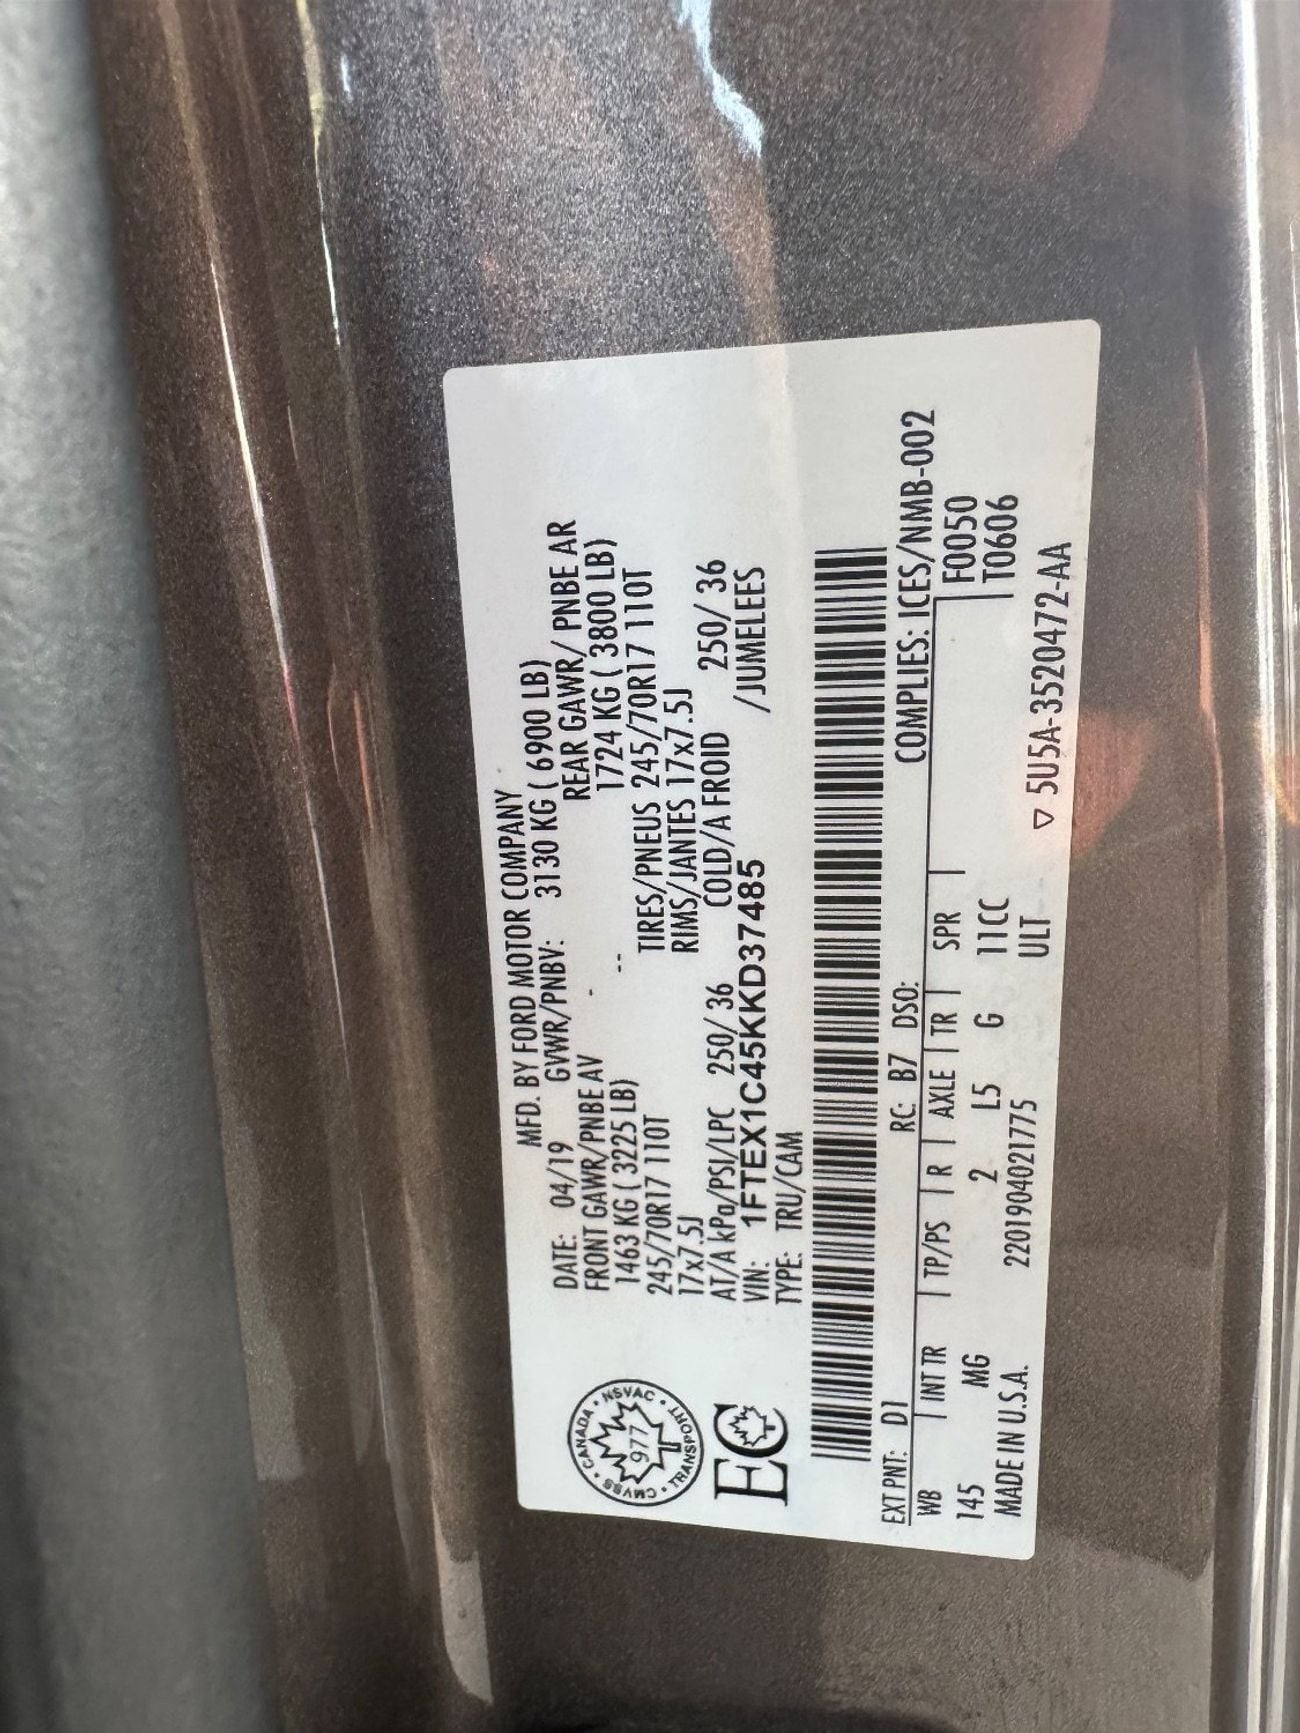 MFD. BY FORD MOTOR COMPANY
DATE: 04/19 GVWR/PNBV: 3130 KG ( 6900 LB)
FRONT GAWR/PNBE AV - REAR GAWR/ PNBE AR
1463 KG ( 3225 LB) -- 1724 KG ( 3800 LB)
245/70R17 110T TIRES/PNEUS 245/70R17 110T
17x7.5J RIMS/JANTES 17x7.5J
AT/A kPa/PSI/LPC 250/ 36 COLD/A FROID 250/ 36
VIN: 1FTEX1C45KKD37485 /JUMELEES
TYPE: TRU/CAM
CANADA • NSVAC • TRANSPORT • CMVSS •
977
EC
COMPLIES: ICES/NMB-002
EXT PNT: D1 RC: B7 DSO: F0050
WB INT TR TP/PS R AXLE TR SPR T0606
145 MG 2 L5 G 11CC
MADE IN U.S.A. 2201904021775 ULT ▽ 5U5A-3520472-AA